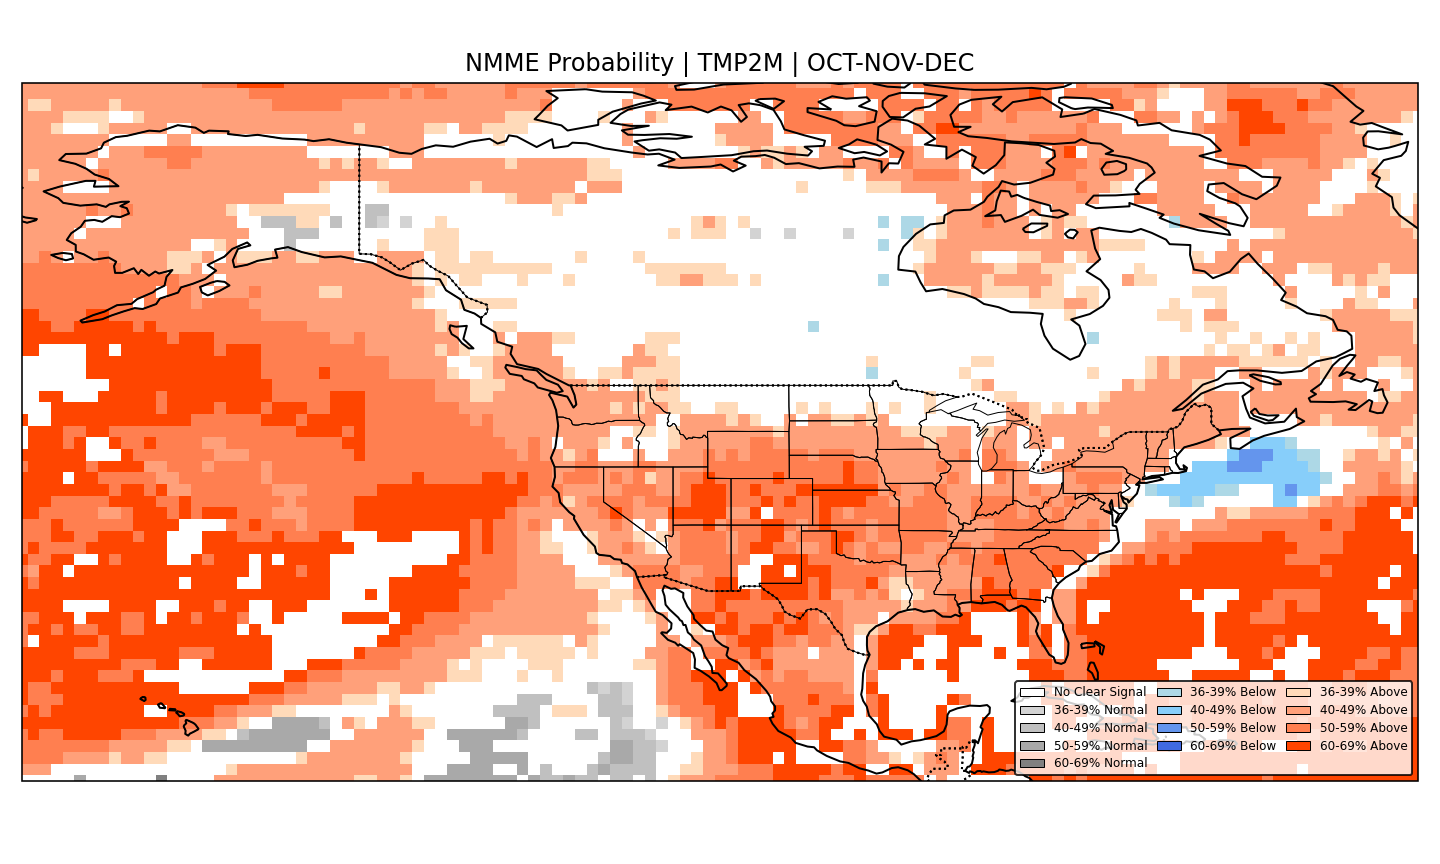 NMME Probability | TMP2M | OCT-NOV-DEC
No Clear Signal
36-39% Normal
40-49% Normal
50-59% Normal
60-69% Normal
36-39% Below
40-49% Below
50-59% Below
60-69% Below
36-39% Above
40-49% Above
50-59% Above
60-69% Above